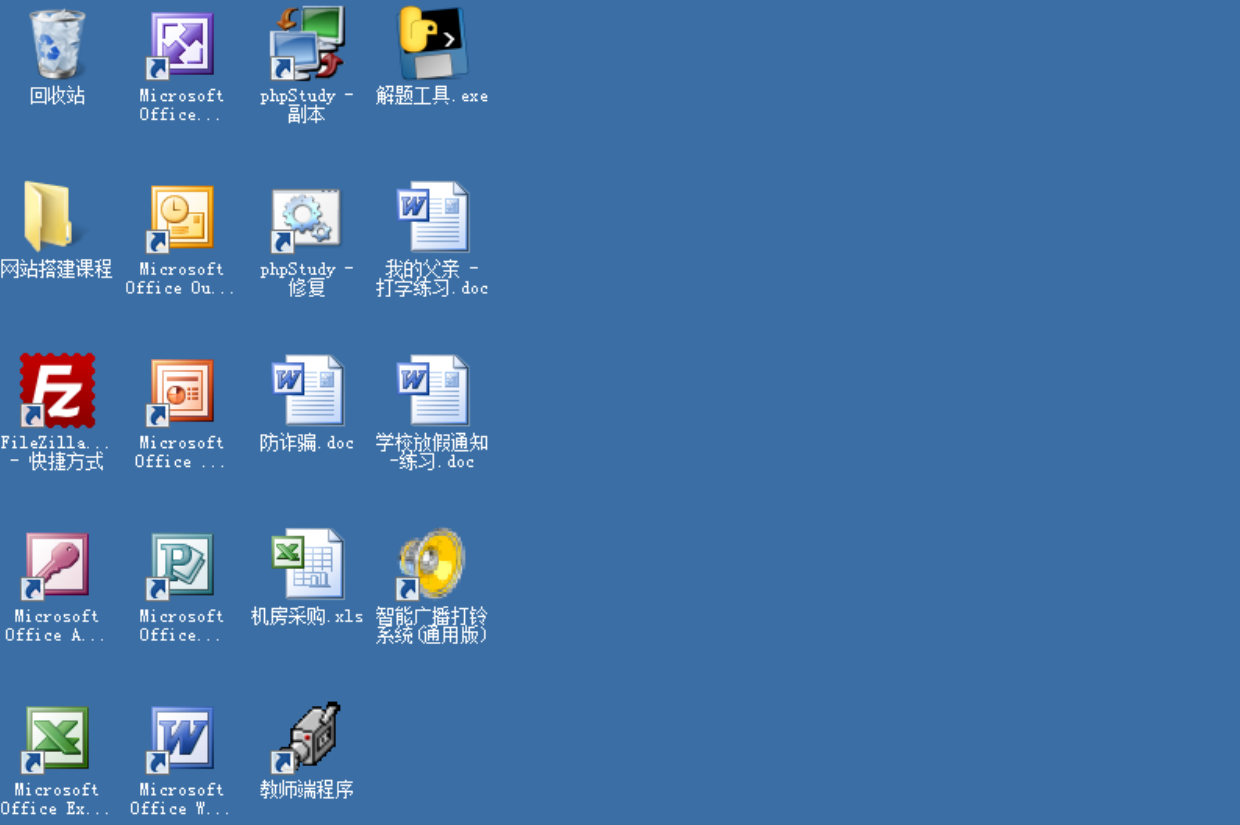 回收站
Microsoft
Office...
phpStudy -
副本
解题工具.exe
网站搭建课程
Microsoft
Office Ou...
phpStudy -
修复
我的父亲 -
打字练习.doc
FileZilla...
- 快捷方式
Microsoft
Office ...
防诈骗.doc
学校放假通知
-练习.doc
Microsoft
Office A...
Microsoft
Office...
机房采购.xls
智能广播打铃
系统(通用版)
Microsoft
Office Ex...
Microsoft
Office W...
教师端程序